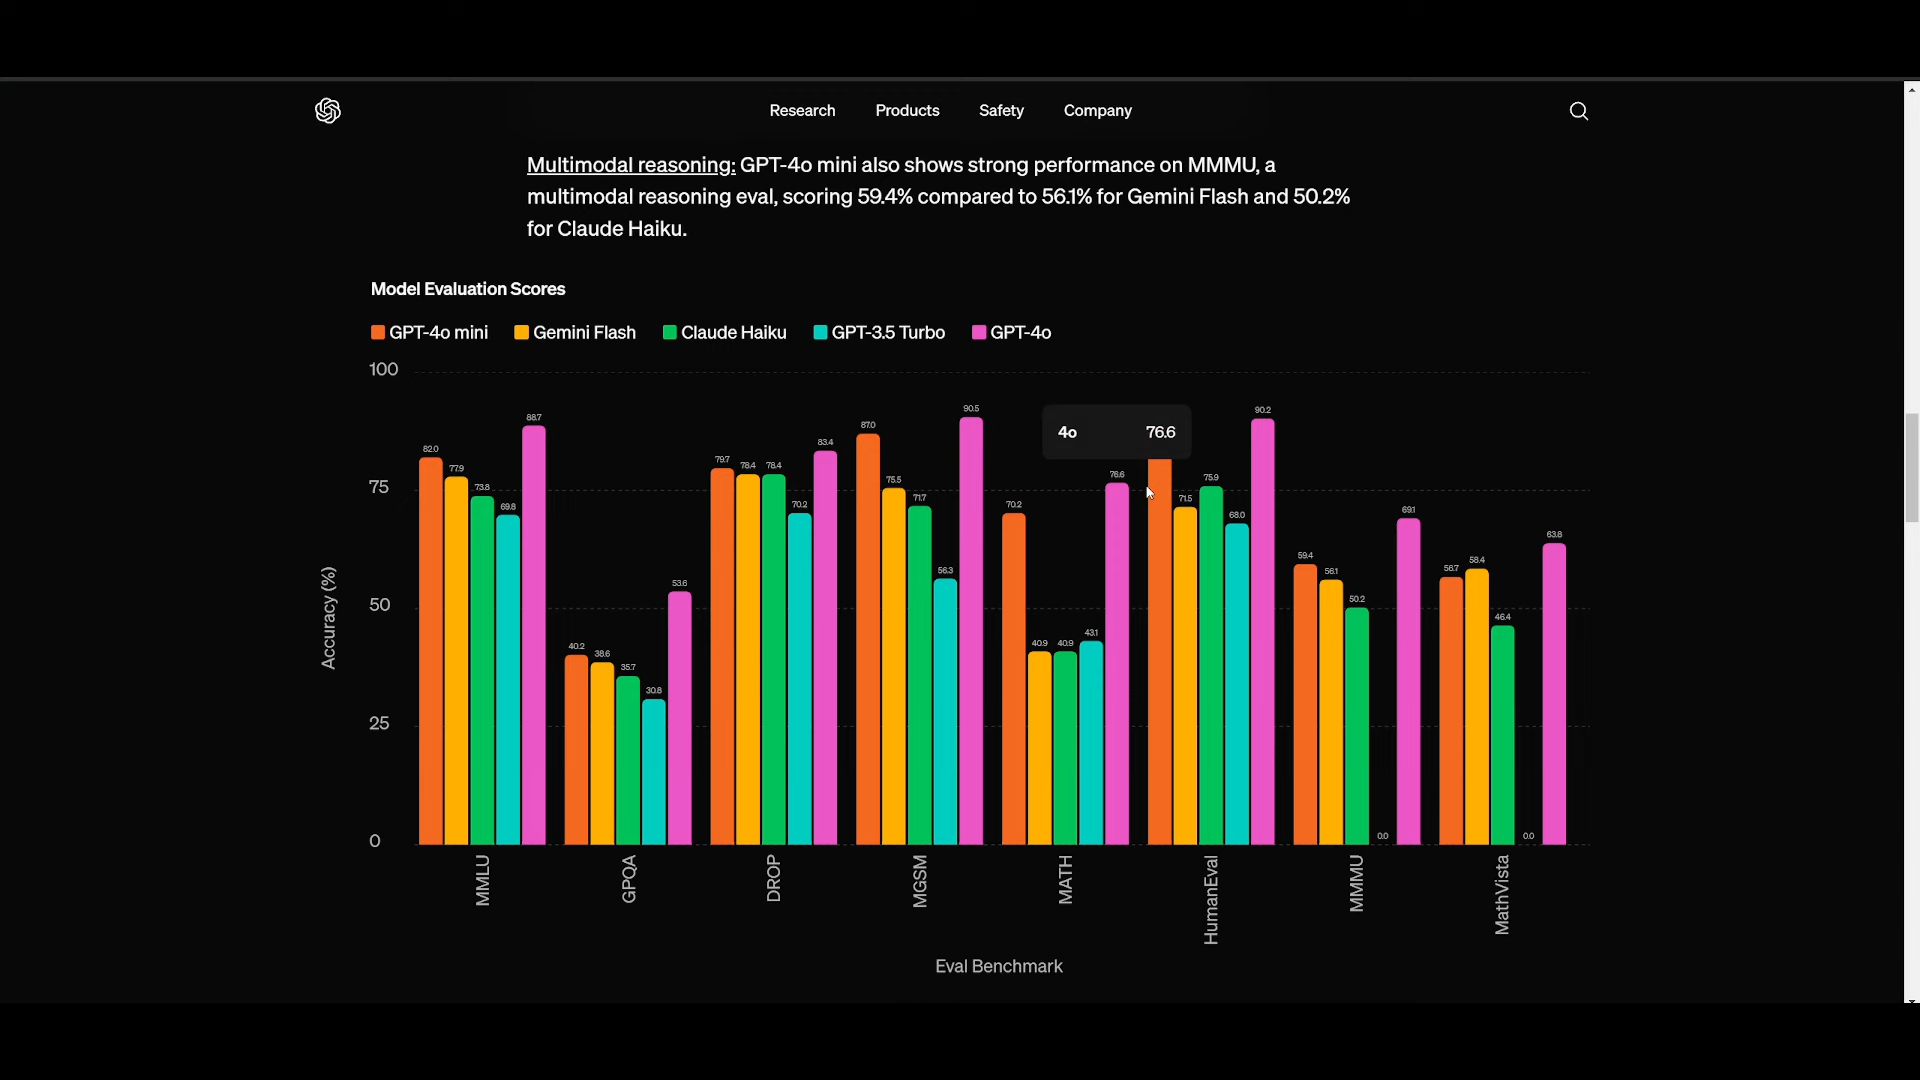 Research Products Safety Company
Multimodal reasoning: GPT-4o mini also shows strong performance on MMMU, a
multimodal reasoning eval, scoring 59.4% compared to 56.1% for Gemini Flash and 50.2%
for Claude Haiku.
Model Evaluation Scores
GPT-4o mini Gemini Flash Claude Haiku GPT-3.5 Turbo GPT-4o
Accuracy (%)
100
75
50
25
0
82.0 77.9 73.8 69.8 88.7
40.2 38.6 35.7 30.8 53.6
79.7 78.4 78.4 70.2 83.4
87.0 75.5 71.7 56.3 90.5
70.2 40.9 40.9 43.1 76.6
4o 76.6
71.5 75.9 68.0 90.2
59.4 56.1 50.2 0.0 69.1
56.7 58.4 46.4 0.0 63.8
MMLU GPQA DROP MGSM MATH HumanEval MMMU MathVista
Eval Benchmark